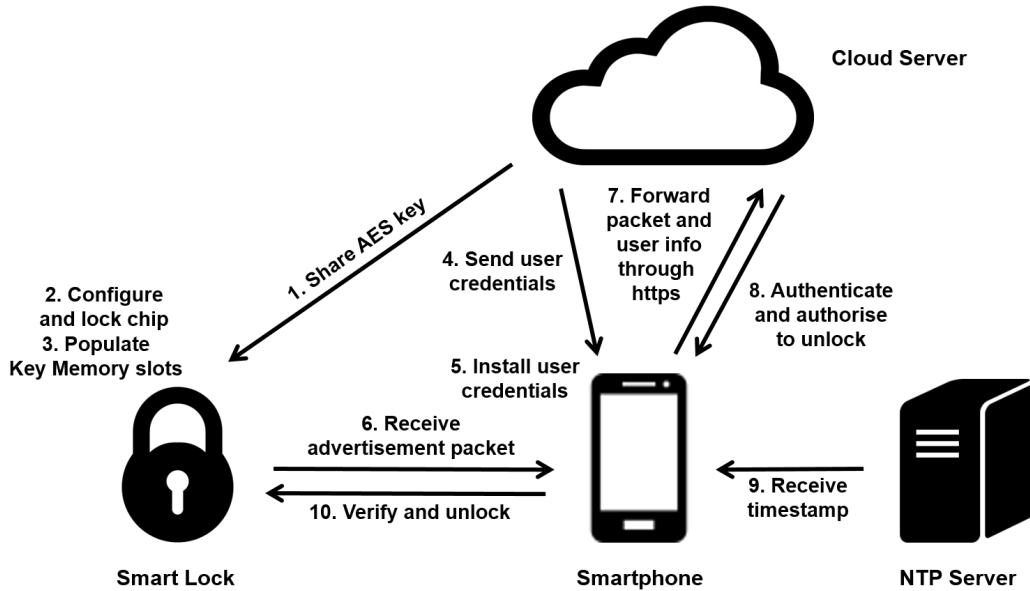 Cloud Server
1. Share AES key
2. Configure
and lock chip
3. Populate
Key Memory slots
4. Send user
credentials
5. Install user
credentials
6. Receive
advertisement packet
7. Forward
packet and
user info
through
https
8. Authenticate
and authorise
to unlock
9. Receive
timestamp
10. Verify and unlock
Smart Lock
Smartphone
NTP Server